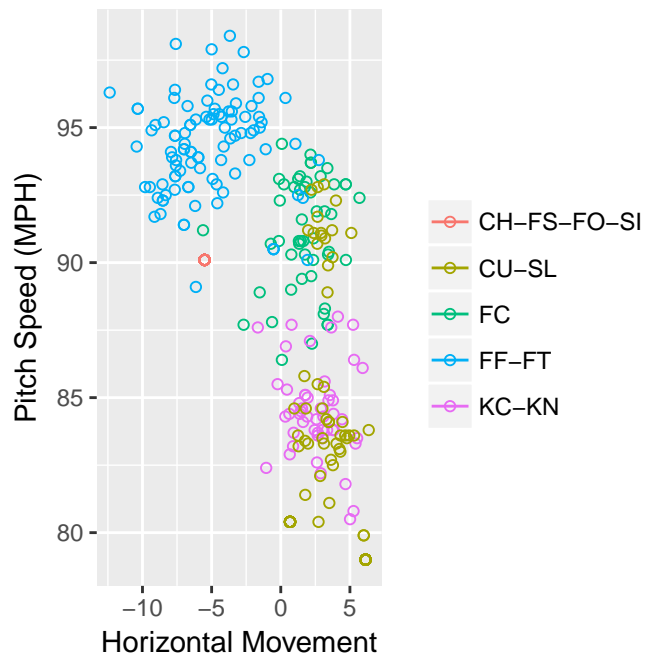 Pitch Speed (MPH)
95
90
85
80
−10
−5
0
5
Horizontal Movement
CH−FS−FO−SI
CU−SL
FC
FF−FT
KC−KN